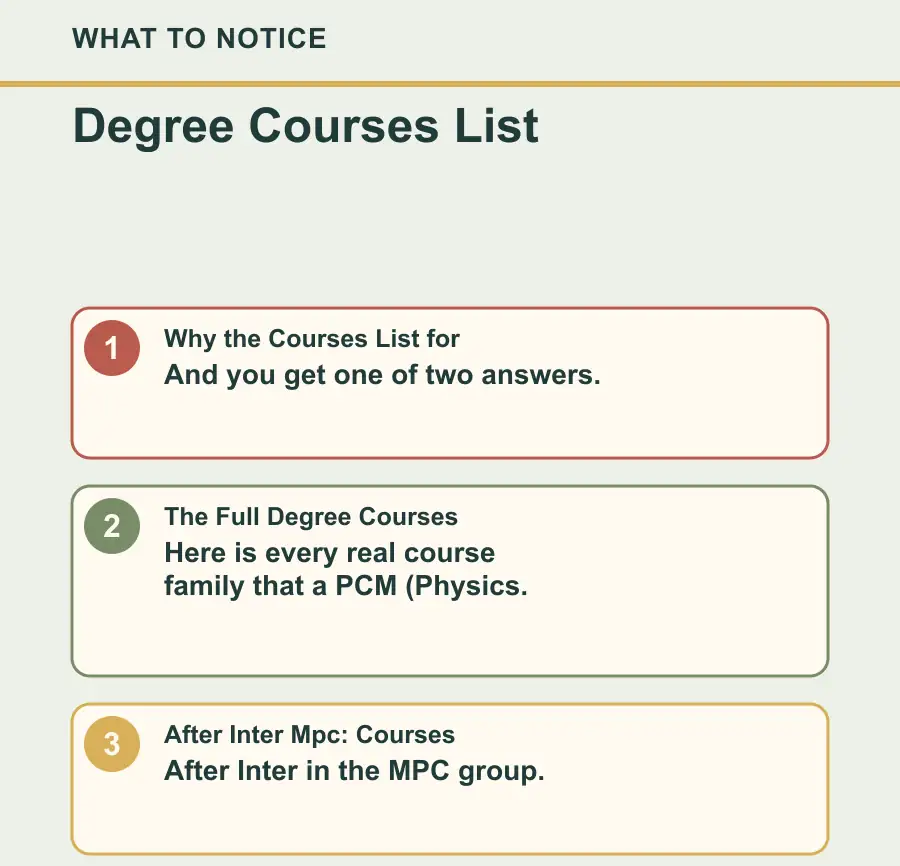 WHAT TO NOTICE
Degree Courses List
1
Why the Courses List for
And you get one of two answers.
2
The Full Degree Courses
Here is every real course
family that a PCM (Physics.
3
After Inter Mpc: Courses
After Inter in the MPC group.